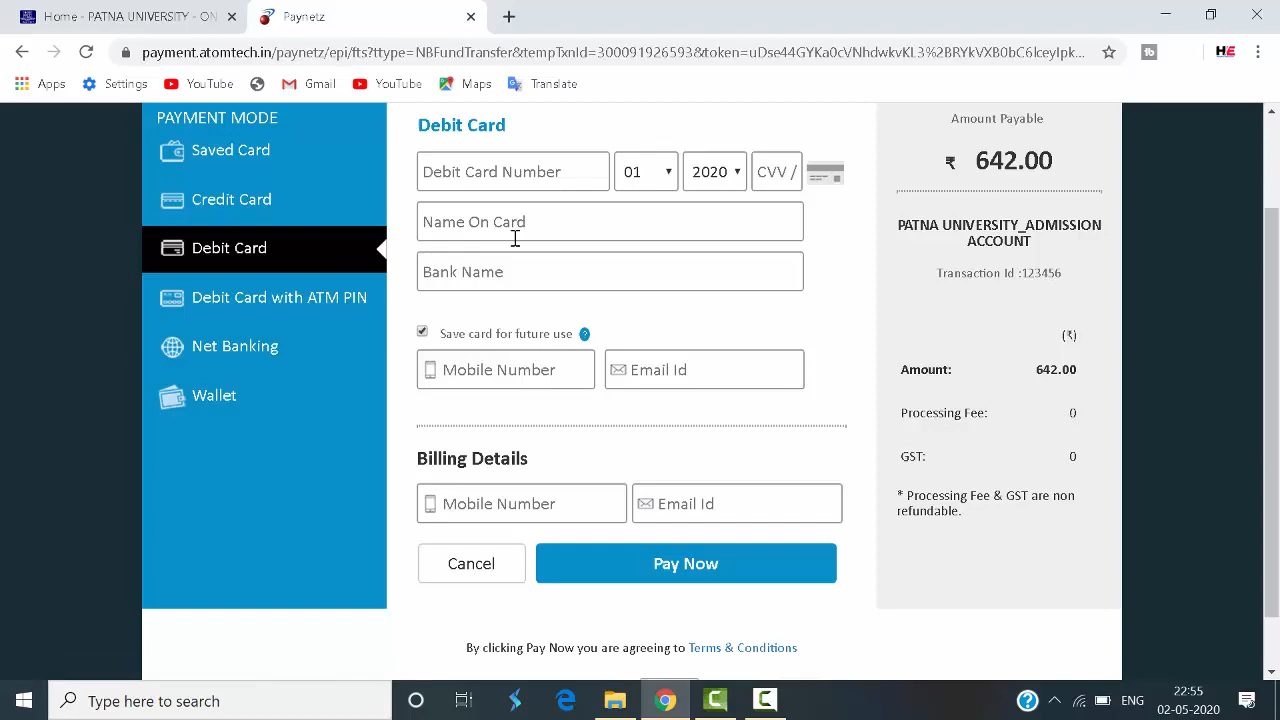 Home - PATNA UNIVERSITY - ON
Paynetz
payment.atomtech.in/paynetz/epi/fts?ttype=NBFundTransfer&tempTxnId=300091926593&token=uDse44GYKa0cVNhdwkvKL3%2BRYkVXB0bC6Iceylpk...
Apps Settings YouTube Gmail YouTube Maps Translate
PAYMENT MODE
Saved Card
Credit Card
Debit Card
Debit Card with ATM PIN
Net Banking
Wallet
Debit Card
Debit Card Number 01 2020 CVV /
Name On Card
Bank Name
Save card for future use ?
Mobile Number Email Id
Billing Details
Mobile Number Email Id
Cancel Pay Now
By clicking Pay Now you are agreeing to Terms & Conditions
Amount Payable
₹ 642.00
PATNA UNIVERSITY_ADMISSION
ACCOUNT
Transaction Id :123456
(₹)
Amount: 642.00
Processing Fee: 0
GST: 0
* Processing Fee & GST are non
refundable.
Type here to search
ENG
22:55
02-05-2020